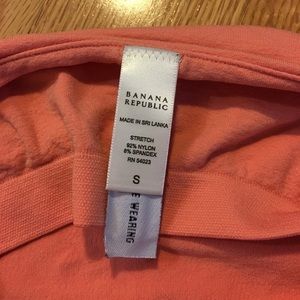 BANANA
REPUBLIC
MADE IN SRI LANKA
STRETCH
92% NYLON
8% SPANDEX
RN 54023
S
E WEARING